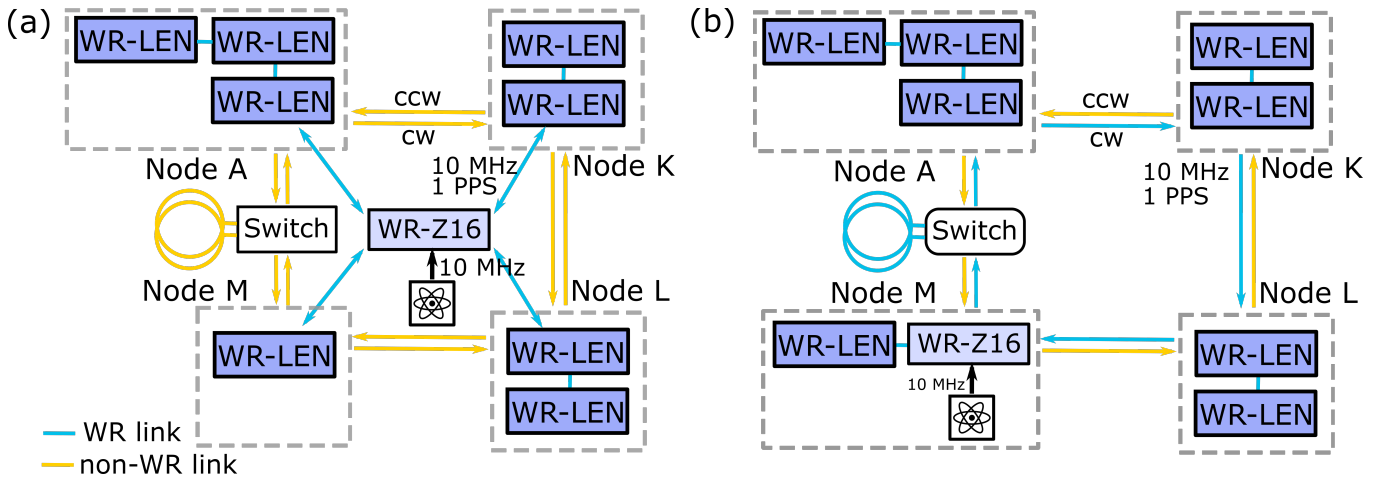 (a)
WR-LEN
WR-LEN
WR-LEN
WR-LEN
WR-LEN
CCW
CW
10 MHz
1 PPS
Node A
Node K
Switch
WR-Z16
10 MHz
Node M
Node L
WR-LEN
WR-LEN
WR-LEN
WR link
non-WR link
(b)
WR-LEN
WR-LEN
WR-LEN
WR-LEN
WR-LEN
CCW
CW
10 MHz
1 PPS
Node A
Node K
Switch
Node M
Node L
WR-LEN
WR-Z16
10 MHz
WR-LEN
WR-LEN